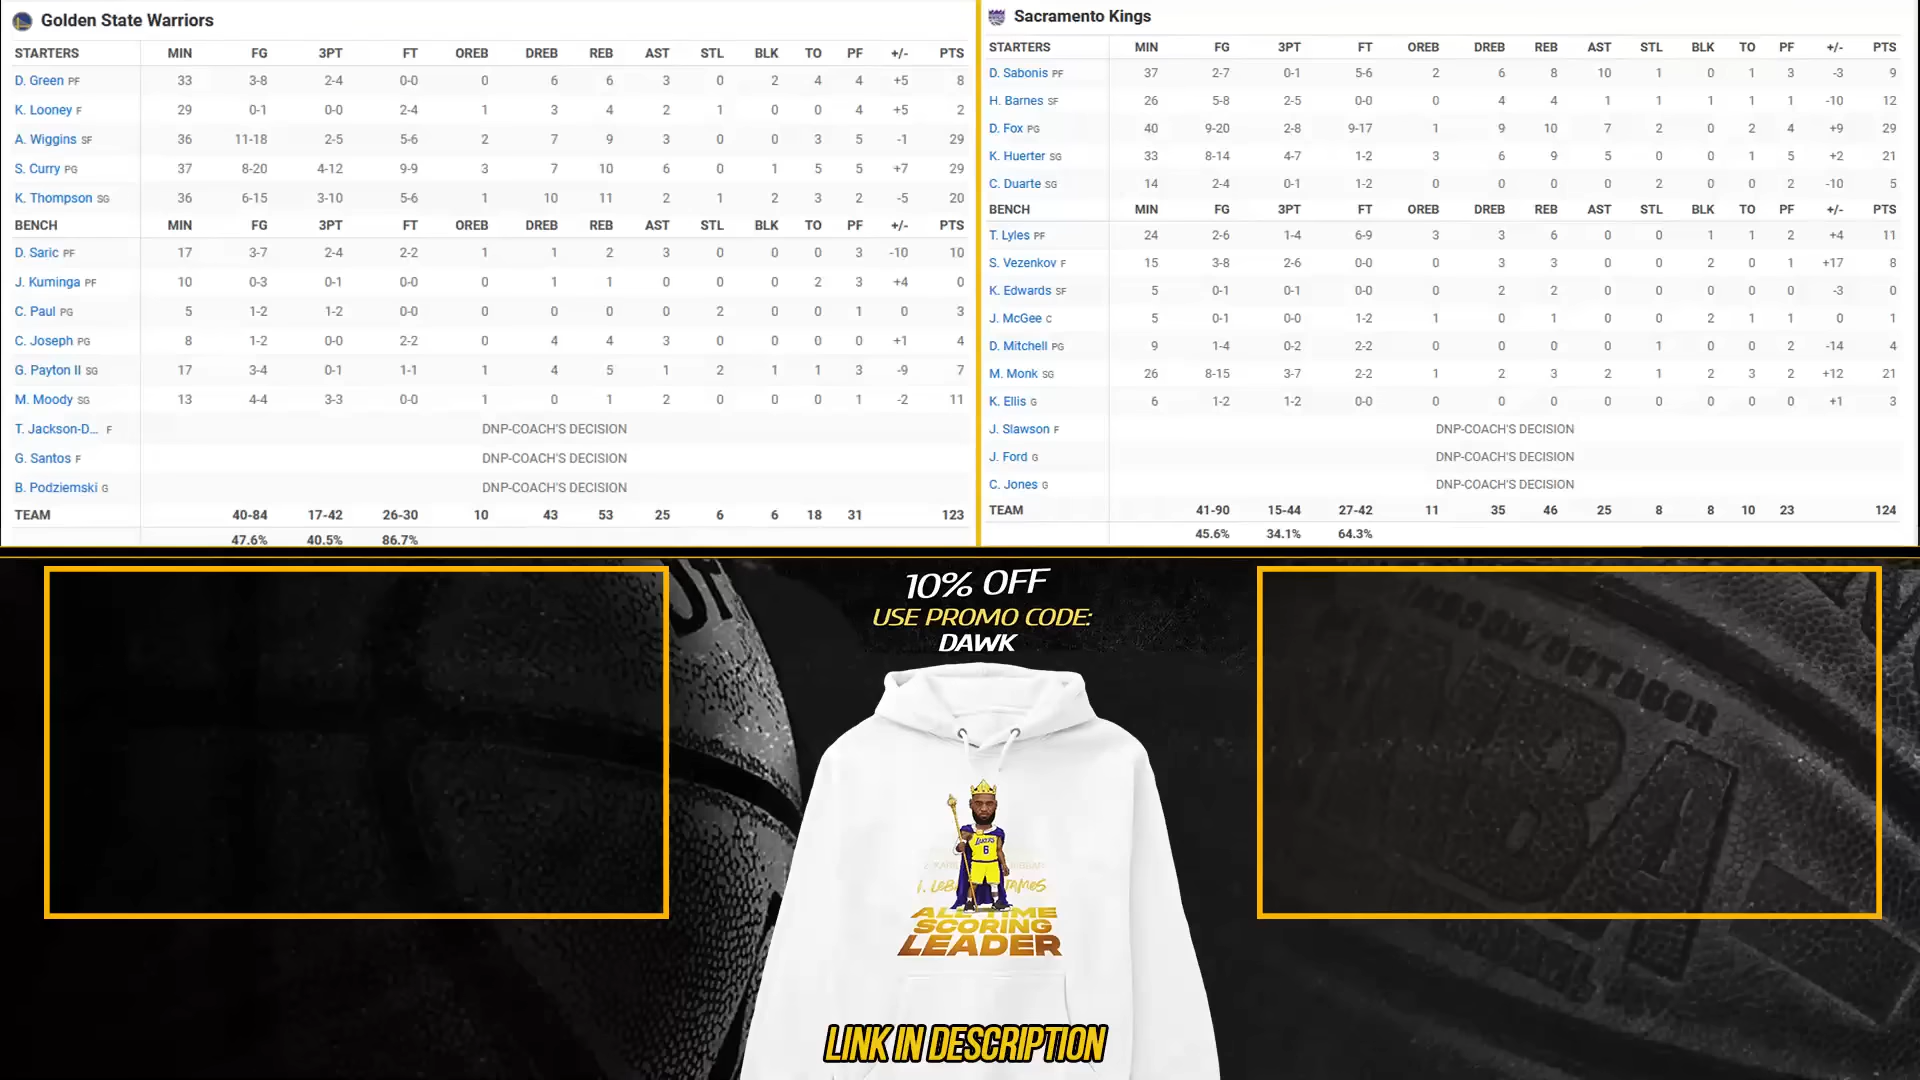 Golden State Warriors
STARTERS MIN FG 3PT FT OREB DREB REB AST STL BLK TO PF +/- PTS
D. Green PF 33 3-8 2-4 0-0 0 6 6 3 0 2 4 4 +5 8
K. Looney F 29 0-1 0-0 2-4 1 3 4 2 1 0 0 4 +5 2
A. Wiggins SF 36 11-18 2-5 5-6 2 7 9 3 0 0 3 5 -1 29
S. Curry PG 37 8-20 4-12 9-9 3 7 10 6 0 1 5 5 +7 29
K. Thompson SG 36 6-15 3-10 5-6 1 10 11 2 1 2 3 2 -5 20
BENCH MIN FG 3PT FT OREB DREB REB AST STL BLK TO PF +/- PTS
D. Saric PF 17 3-7 2-4 2-2 1 1 2 3 0 0 0 3 -10 10
J. Kuminga PF 10 0-3 0-1 0-0 0 1 1 0 0 0 2 3 +4 0
C. Paul PG 5 1-2 1-2 0-0 0 0 0 0 2 0 0 1 0 3
C. Joseph PG 8 1-2 0-0 2-2 0 4 4 3 0 0 0 0 +1 4
G. Payton II SG 17 3-4 0-1 1-1 1 4 5 1 2 1 1 3 -9 7
M. Moody SG 13 4-4 3-3 0-0 1 0 1 2 0 0 0 1 -2 11
T. Jackson-D... F DNP-COACH'S DECISION
G. Santos F DNP-COACH'S DECISION
B. Podziemski G DNP-COACH'S DECISION
TEAM 40-84 17-42 26-30 10 43 53 25 6 6 18 31 123
47.6% 40.5% 86.7%
Sacramento Kings
STARTERS MIN FG 3PT FT OREB DREB REB AST STL BLK TO PF +/- PTS
D. Sabonis PF 37 2-7 0-1 5-6 2 6 8 10 1 0 1 3 -3 9
H. Barnes SF 26 5-8 2-5 0-0 0 4 4 1 1 1 1 1 -10 12
D. Fox PG 40 9-20 2-8 9-17 1 9 10 7 2 0 2 4 +9 29
K. Huerter SG 33 8-14 4-7 1-2 3 6 9 5 0 0 1 5 +2 21
C. Duarte SG 14 2-4 0-1 1-2 0 0 0 0 2 0 0 2 -10 5
BENCH MIN FG 3PT FT OREB DREB REB AST STL BLK TO PF +/- PTS
T. Lyles PF 24 2-6 1-4 6-9 3 3 6 0 0 1 1 2 +4 11
S. Vezenkov F 15 3-8 2-6 0-0 0 3 3 0 0 2 0 1 +17 8
K. Edwards SF 5 0-1 0-1 0-0 0 2 2 0 0 0 0 0 -3 0
J. McGee C 5 0-1 0-0 1-2 1 0 1 0 0 2 1 1 0 1
D. Mitchell PG 9 1-4 0-2 2-2 0 0 0 0 1 0 0 2 -14 4
M. Monk SG 26 8-15 3-7 2-2 1 2 3 2 1 2 3 2 +12 21
K. Ellis G 6 1-2 1-2 0-0 0 0 0 0 0 0 0 0 +1 3
J. Slawson F DNP-COACH'S DECISION
J. Ford G DNP-COACH'S DECISION
C. Jones G DNP-COACH'S DECISION
TEAM 41-90 15-44 27-42 11 35 46 25 8 8 10 23 124
45.6% 34.1% 64.3%
10% OFF
USE PROMO CODE:
DAWK
LAKERS
6
ALL TIME
SCORING
LEADER
LINK IN DESCRIPTION